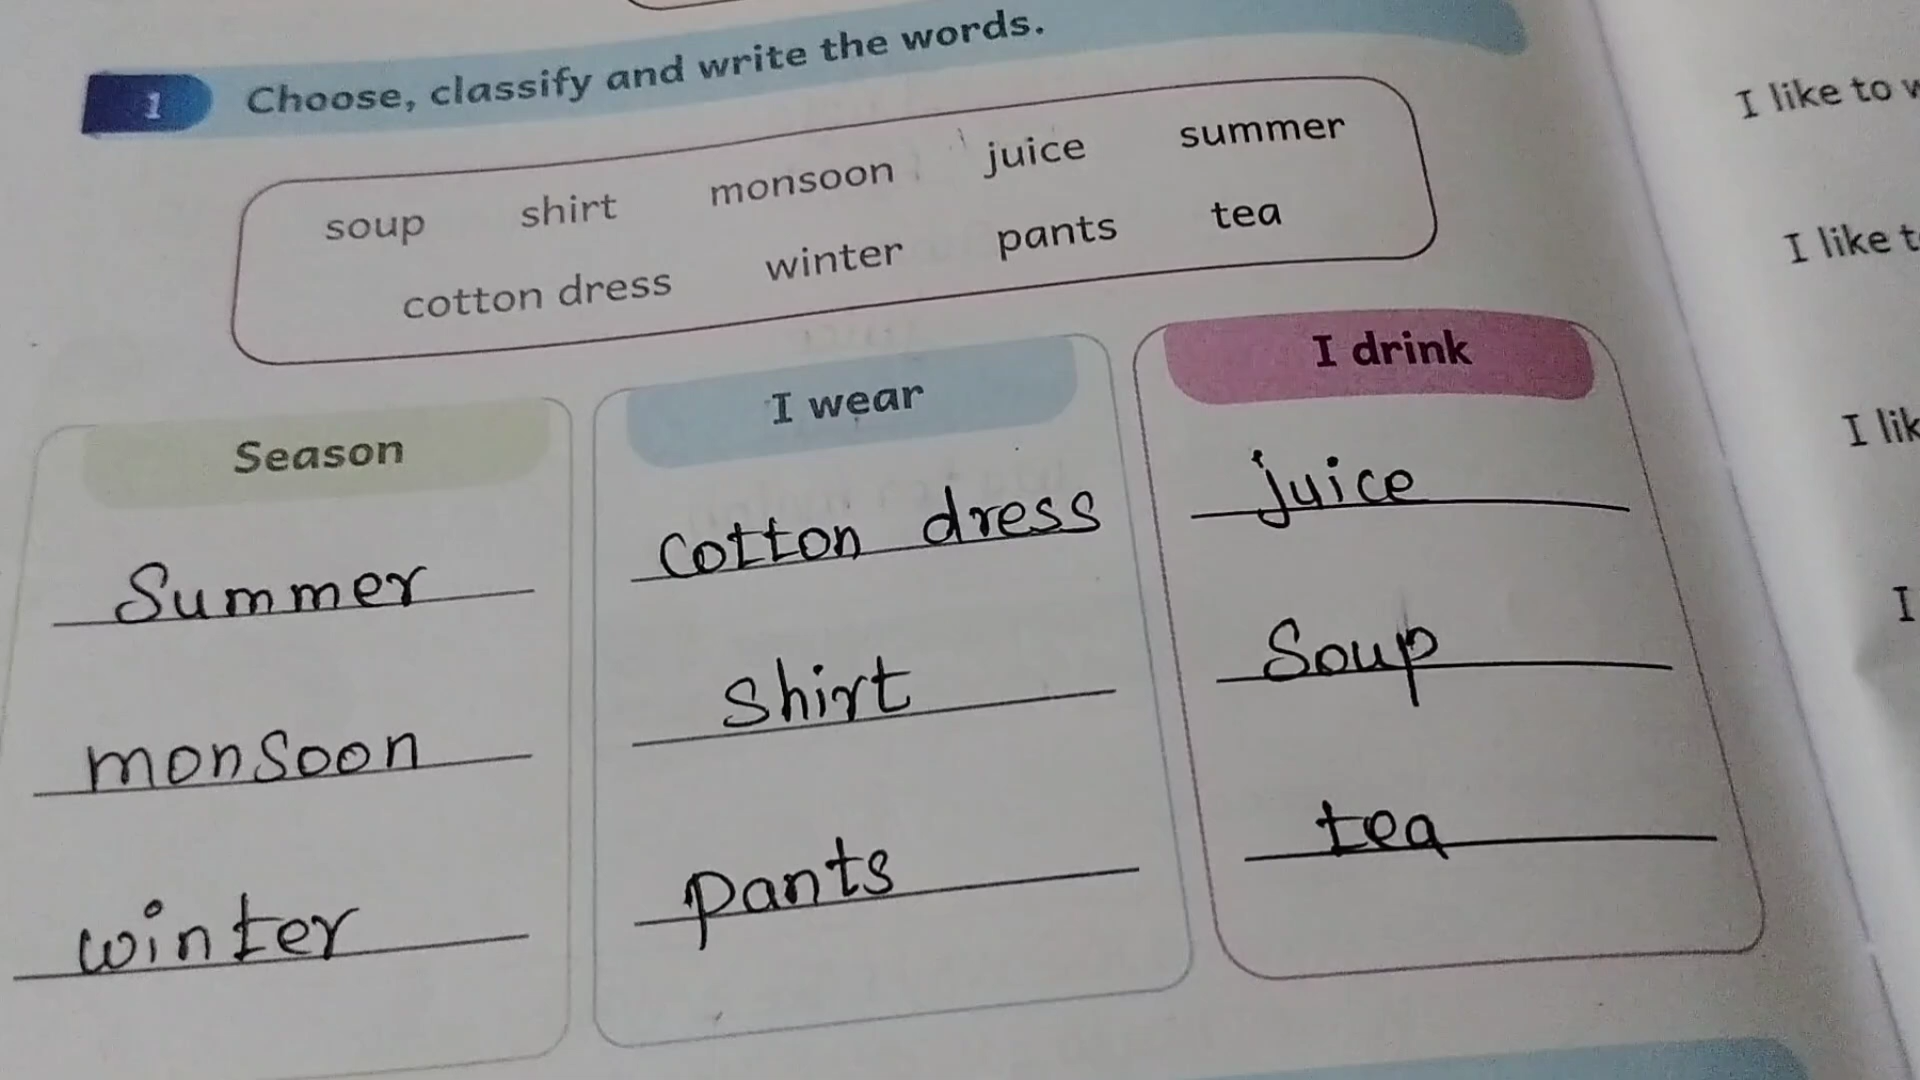 1 Choose, classify and write the words.
soup shirt monsoon juice summer
cotton dress winter pants tea
Season
Summer
monsoon
winter
I wear
cotton dress
shirt
pants
I drink
juice
Soup
tea
I like to
I like
I